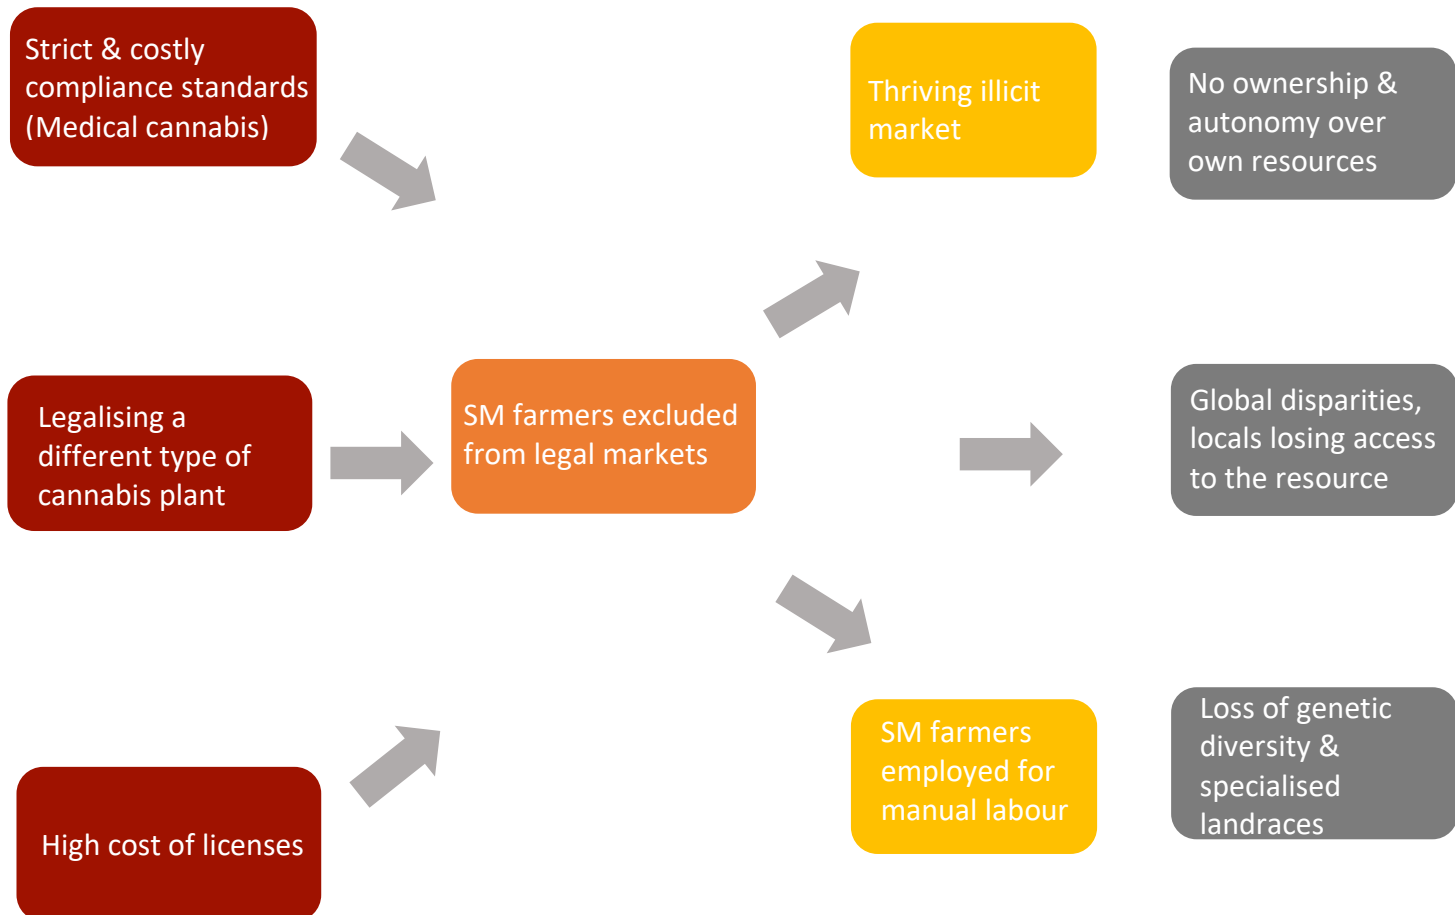 Strict & costly
compliance standards
(Medical cannabis)
Legalising a
different type of
cannabis plant
High cost of licenses
SM farmers excluded
from legal markets
Thriving illicit
market
SM farmers
employed for
manual labour
No ownership &
autonomy over
own resources
Global disparities,
locals losing access
to the resource
Loss of genetic
diversity &
specialised
landraces